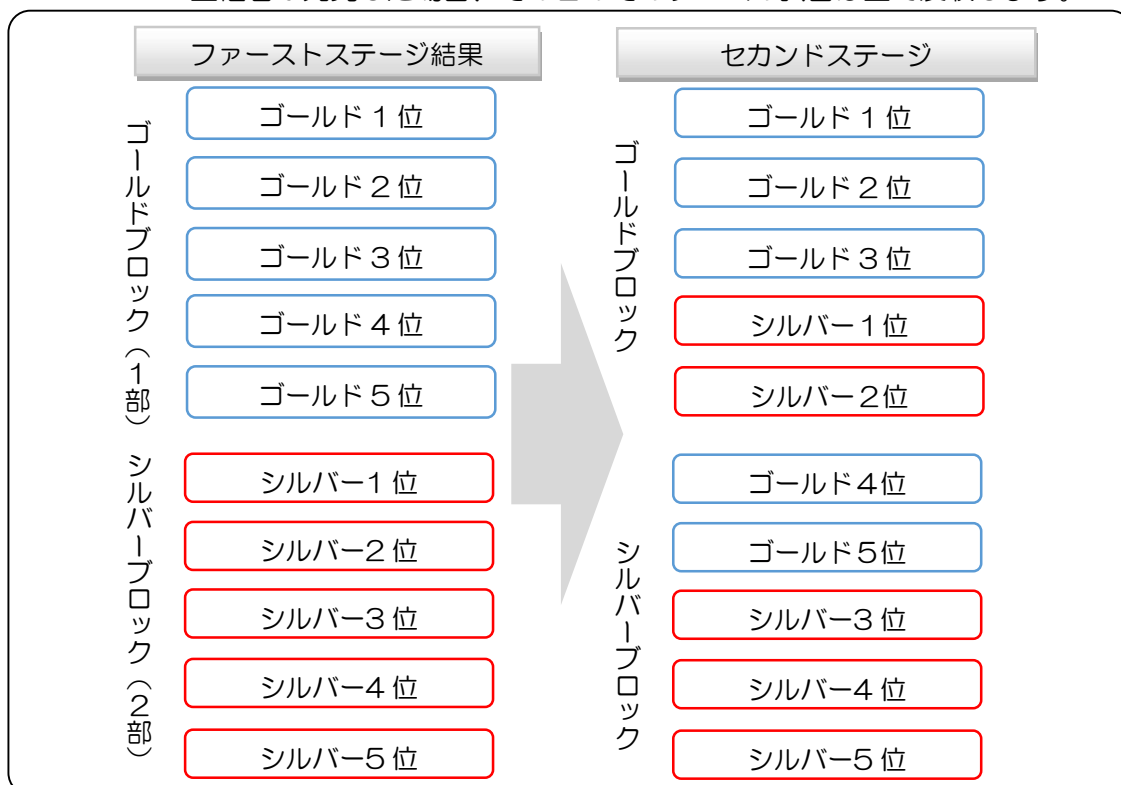 ファーストステージ結果
ゴールドブロック（1部）
ゴールド 1 位
ゴールド 2 位
ゴールド 3 位
ゴールド 4 位
ゴールド 5 位
シルバーブロック（2部）
シルバー1 位
シルバー2 位
シルバー3 位
シルバー4 位
シルバー5 位
セカンドステージ
ゴールドブロック
ゴールド 1 位
ゴールド 2 位
ゴールド 3 位
シルバー1位
シルバー2位
シルバーブロック
ゴールド4位
ゴールド5位
シルバー3 位
シルバー4 位
シルバー5 位